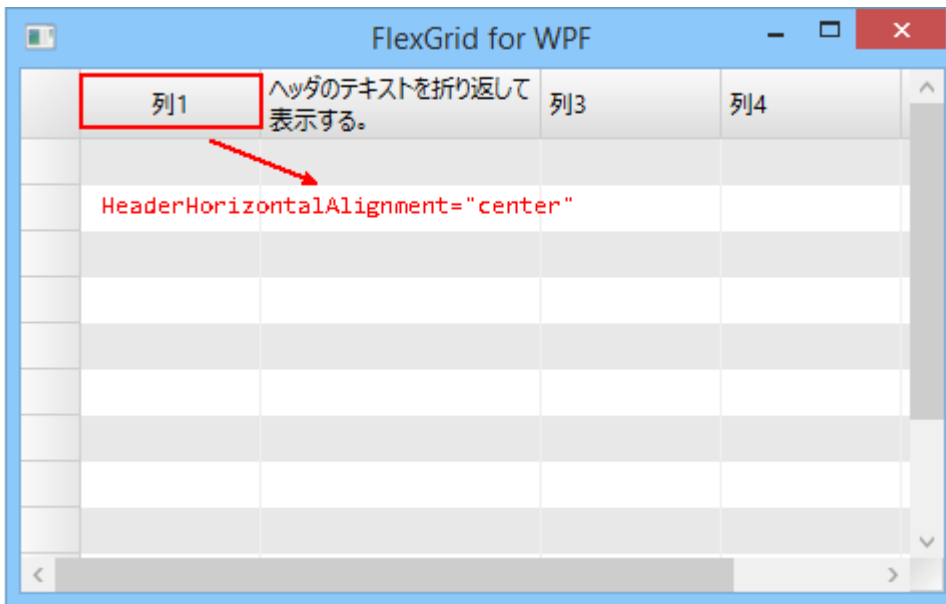 FlexGrid for WPF
列1
ヘッダのテキストを折り返して
表示する。
列3
列4
HeaderHorizontalAlignment="center"